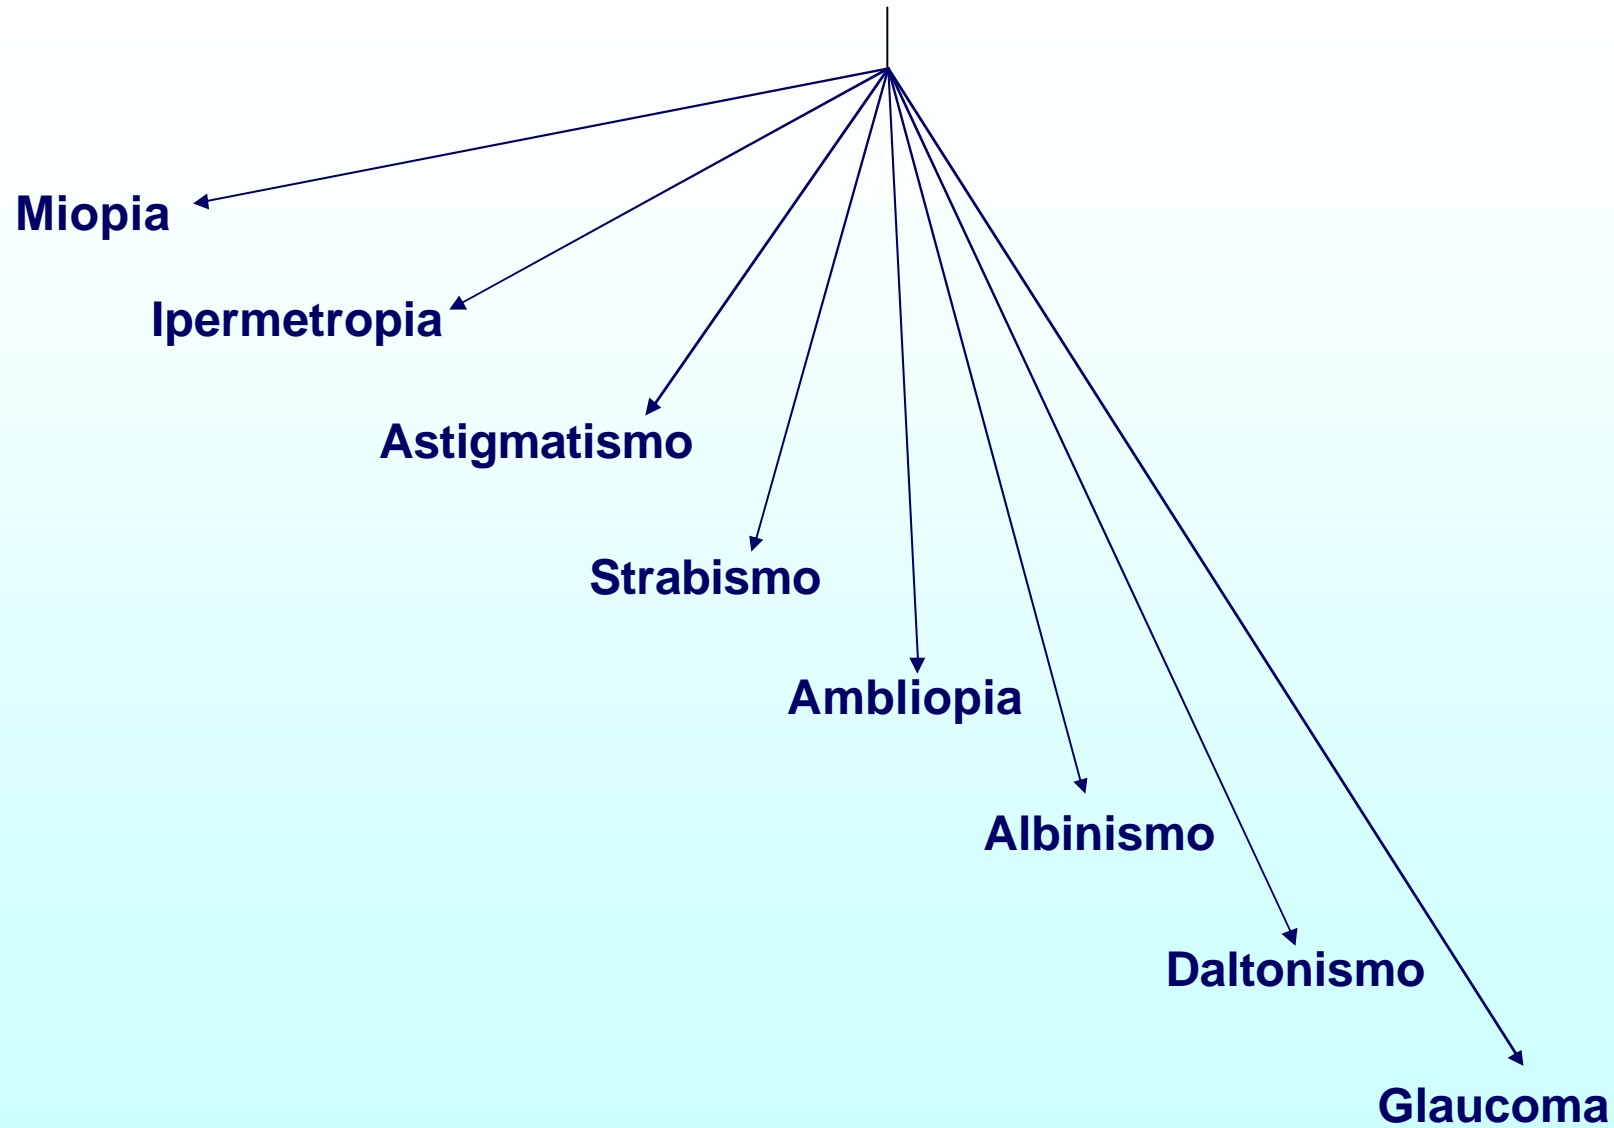 Miopia
Ipermetropia
Astigmatismo
Strabismo
Ambliopia
Albinismo
Daltonismo
Glaucoma